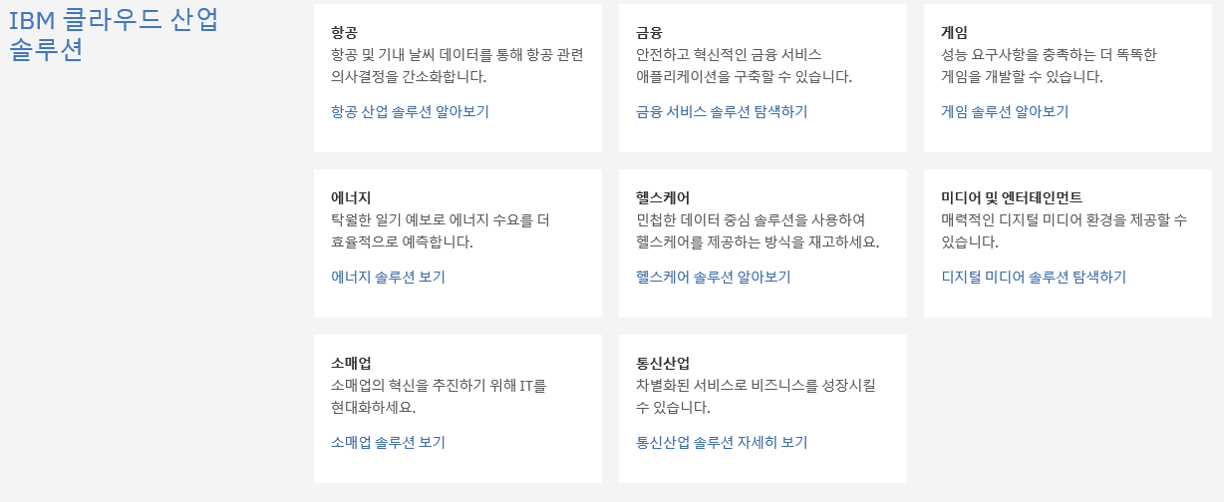 IBM 클라우드 산업
솔루션
항공
항공 및 기내 날씨 데이터를 통해 항공 관련
의사결정을 간소화합니다.
항공 산업 솔루션 알아보기
금융
안전하고 혁신적인 금융 서비스
애플리케이션을 구축할 수 있습니다.
금융 서비스 솔루션 탐색하기
게임
성능 요구사항을 충족하는 더 똑똑한
게임을 개발할 수 있습니다.
게임 솔루션 알아보기
에너지
탁월한 일기 예보로 에너지 수요를 더
효율적으로 예측합니다.
에너지 솔루션 보기
헬스케어
민첩한 데이터 중심 솔루션을 사용하여
헬스케어를 제공하는 방식을 재고하세요.
헬스케어 솔루션 알아보기
미디어 및 엔터테인먼트
매력적인 디지털 미디어 환경을 제공할 수
있습니다.
디지털 미디어 솔루션 탐색하기
소매업
소매업의 혁신을 추진하기 위해 IT를
현대화하세요.
소매업 솔루션 보기
통신산업
차별화된 서비스로 비즈니스를 성장시킬
수 있습니다.
통신산업 솔루션 자세히 보기